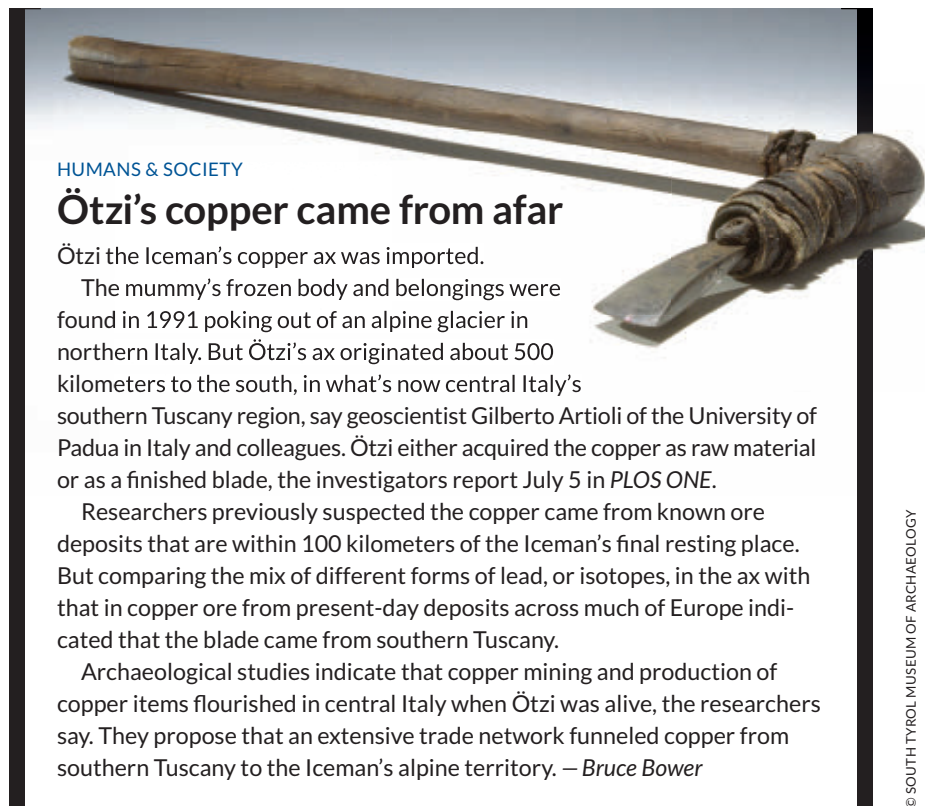 HUMANS & SOCIETY
Ötzi’s copper came from afar
Ötzi the Iceman’s copper ax was imported.
The mummy’s frozen body and belongings were
found in 1991 poking out of an alpine glacier in
northern Italy. But Ötzi’s ax originated about 500
kilometers to the south, in what’s now central Italy’s
southern Tuscany region, say geoscientist Gilberto Artioli of the University of
Padua in Italy and colleagues. Ötzi either acquired the copper as raw material
or as a finished blade, the investigators report July 5 in PLOS ONE.
Researchers previously suspected the copper came from known ore
deposits that are within 100 kilometers of the Iceman’s final resting place.
But comparing the mix of different forms of lead, or isotopes, in the ax with
that in copper ore from present-day deposits across much of Europe indi-
cated that the blade came from southern Tuscany.
Archaeological studies indicate that copper mining and production of
copper items flourished in central Italy when Ötzi was alive, the researchers
say. They propose that an extensive trade network funneled copper from
southern Tuscany to the Iceman’s alpine territory. — Bruce Bower
© SOUTH TYROL MUSEUM OF ARCHAEOLOGY